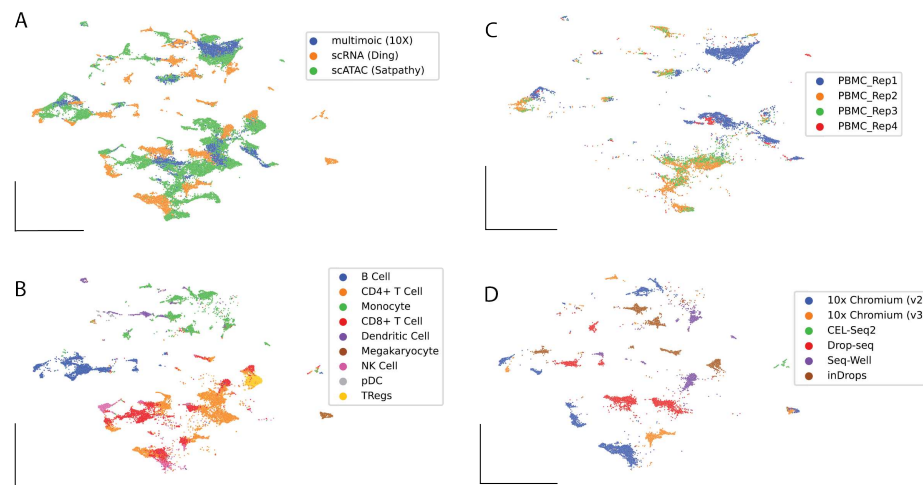 A
multimoic (10X)
scRNA (Ding)
scATAC (Satpathy)
C
PBMC_Rep1
PBMC_Rep2
PBMC_Rep3
PBMC_Rep4
B
B Cell
CD4+ T Cell
Monocyte
CD8+ T Cell
Dendritic Cell
Megakaryocyte
NK Cell
pDC
TRegs
D
10x Chromium (v2
10x Chromium (v3
CEL-Seq2
Drop-seq
Seq-Well
inDrops